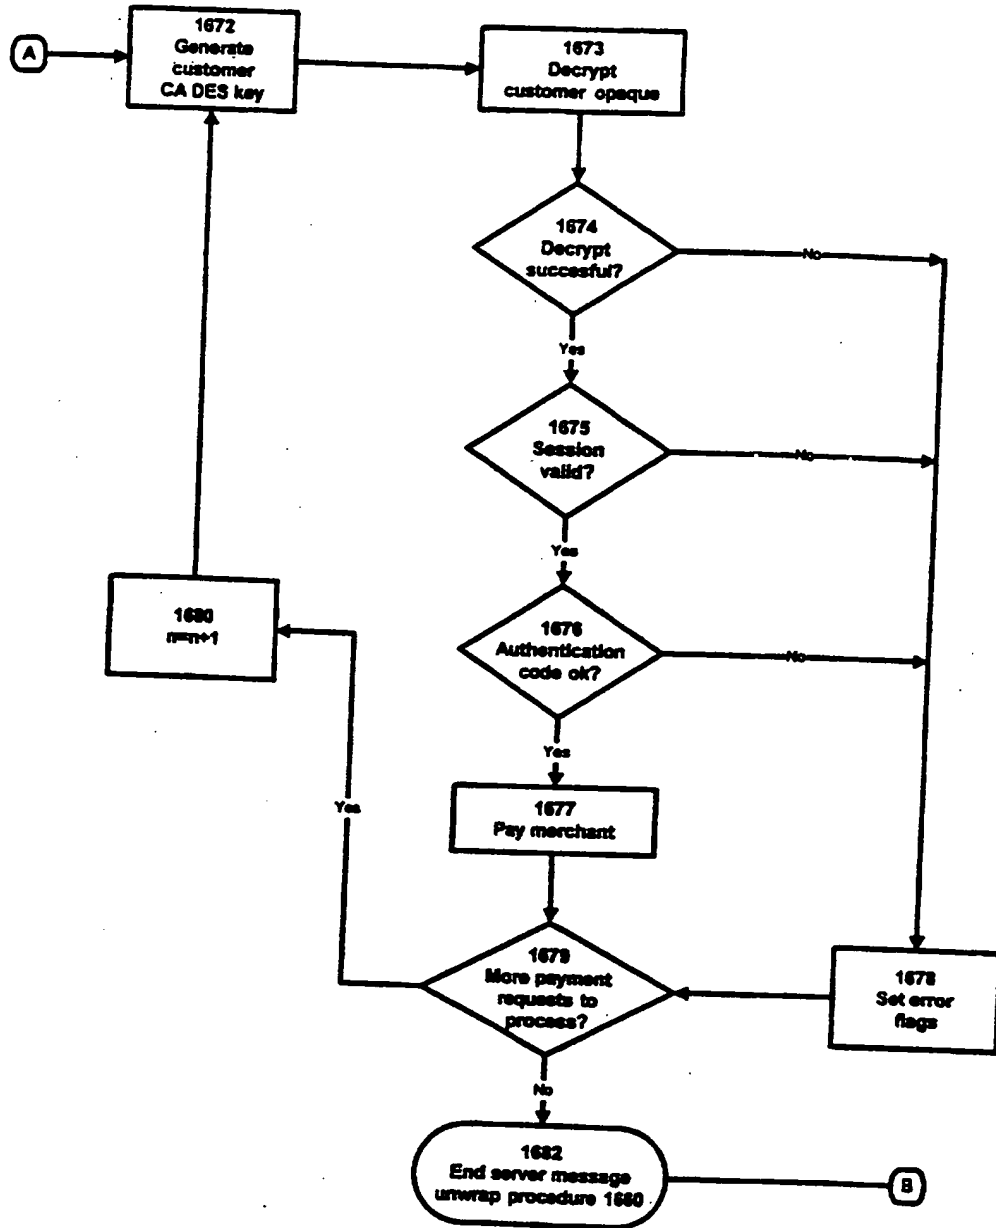 A
1672
Generate
customer
CA DES key
1673
Decrypt
customer opaque
1674
Decrypt
succesful?
No
Yes
1675
Session
valid?
No
Yes
1676
Authentication
code ok?
No
Yes
1680
n=n+1
1677
Pay merchant
Yes
1679
More payment
requests to
process?
1678
Set error
flags
No
1682
End server message
unwrap procedure 1660
B